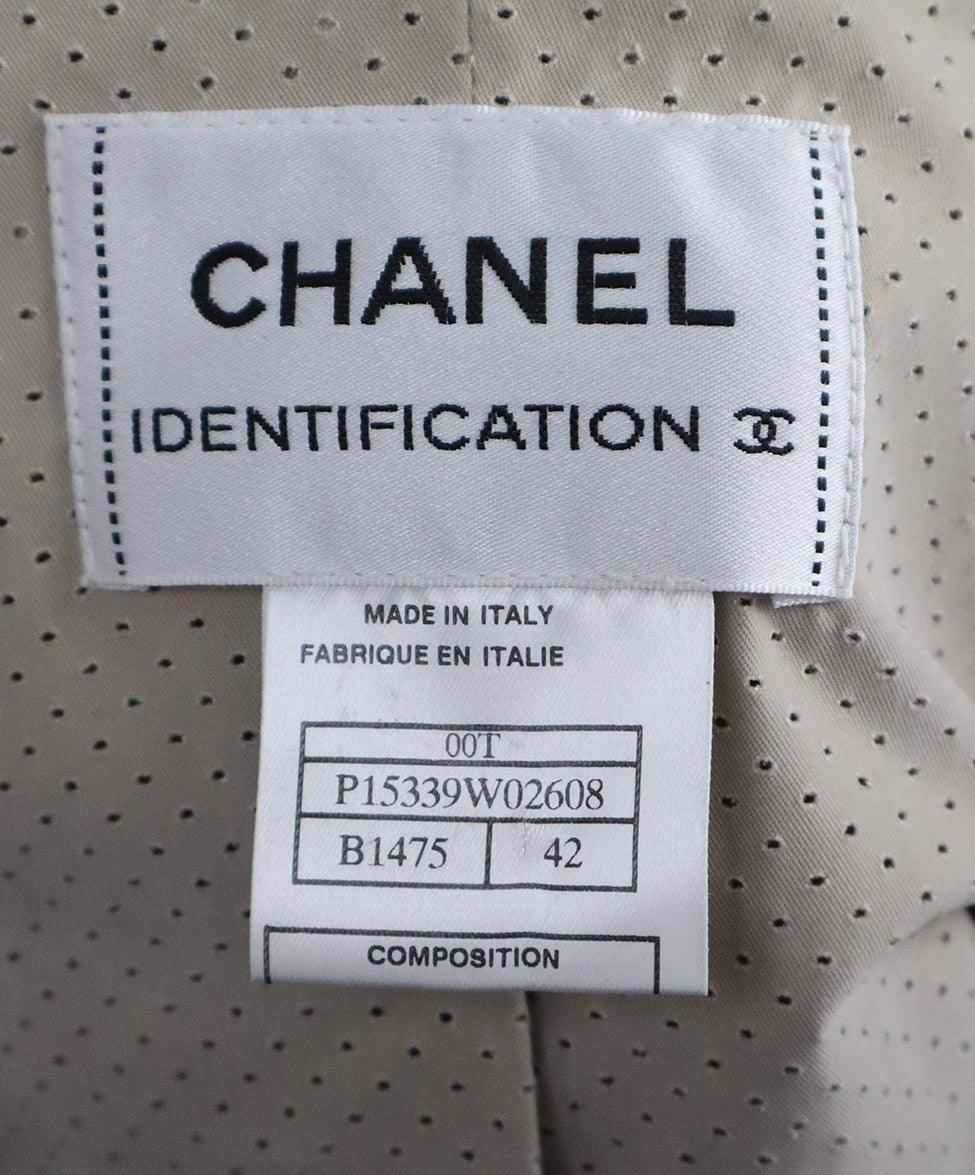 CHANEL
IDENTIFICATION
MADE IN ITALY
FABRIQUE EN ITALIE
00T
P15339W02608
B1475 42
COMPOSITION